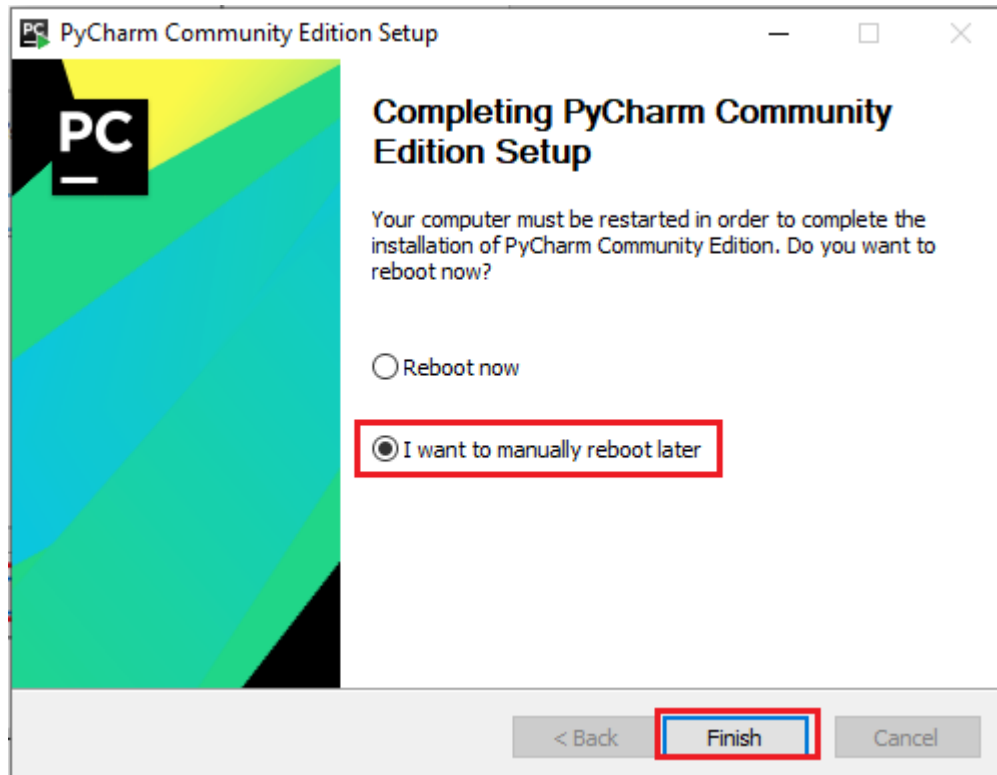 PC PyCharm Community Edition Setup
PC
Completing PyCharm Community
Edition Setup
Your computer must be restarted in order to complete the
installation of PyCharm Community Edition. Do you want to
reboot now?
Reboot now
I want to manually reboot later
< Back Finish Cancel